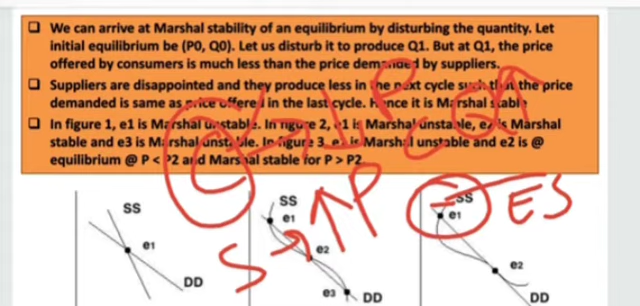 We can arrive at Marshal stability of an equilibrium by disturbing the quantity. Let
initial equilibrium be (P0, Q0). Let us disturb it to produce Q1. But at Q1, the price
offered by consumers is much less than the price demanded by suppliers.
Suppliers are disappointed and they produce less in the next cycle such that the price
demanded is same as price offered in the last cycle. Hence it is Marshal stable
In figure 1, e1 is Marshal unstable. In figure 2, e1 is Marshal unstable, e2 is Marshal
stable and e3 is Marshal unstable. In figure 3, e1 is Marshal unstable and e2 is @
equilibrium @ P < P2 and Marshal stable for P > P2
SS
e1
DD
SS
e1
e2
e3
DD
SS
e1
e2
DD
S → ↑ P
ES